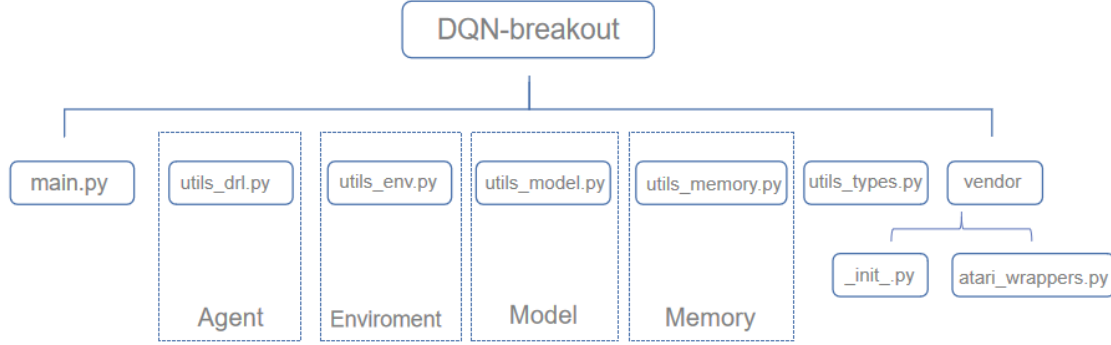 DQN-breakout
main.py
utils_drl.py
utils_env.py
utils_model.py
utils_memory.py
utils_types.py
vendor
_init_.py
atari_wrappers.py
Agent
Enviroment
Model
Memory